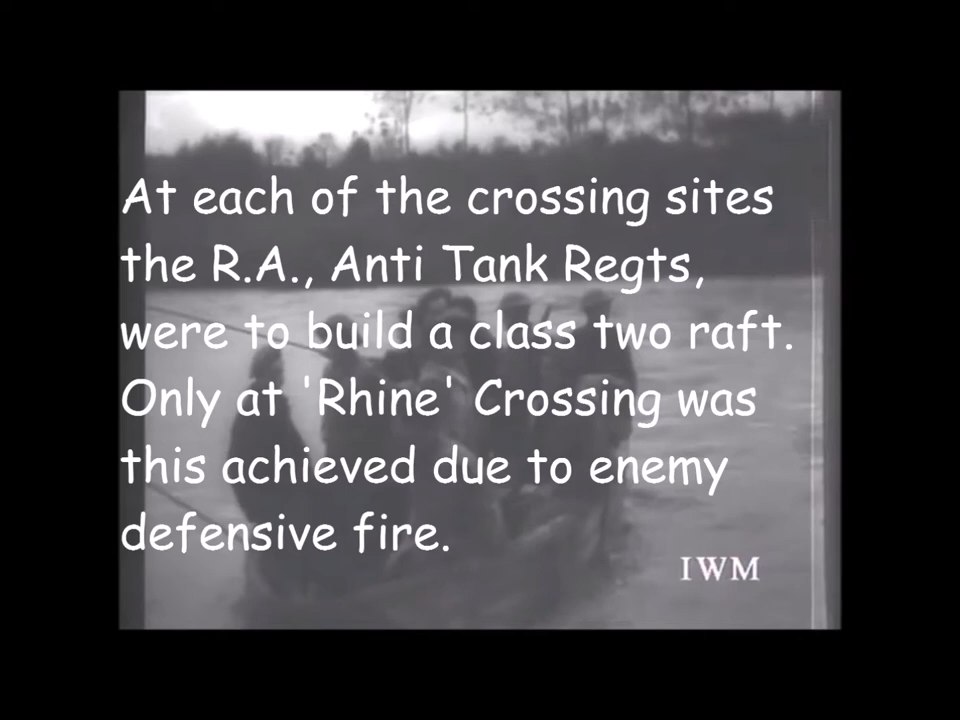 At each of the crossing sites
the R.A., Anti Tank Regts,
were to build a class two raft.
Only at 'Rhine' Crossing was
this achieved due to enemy
defensive fire.
IWM